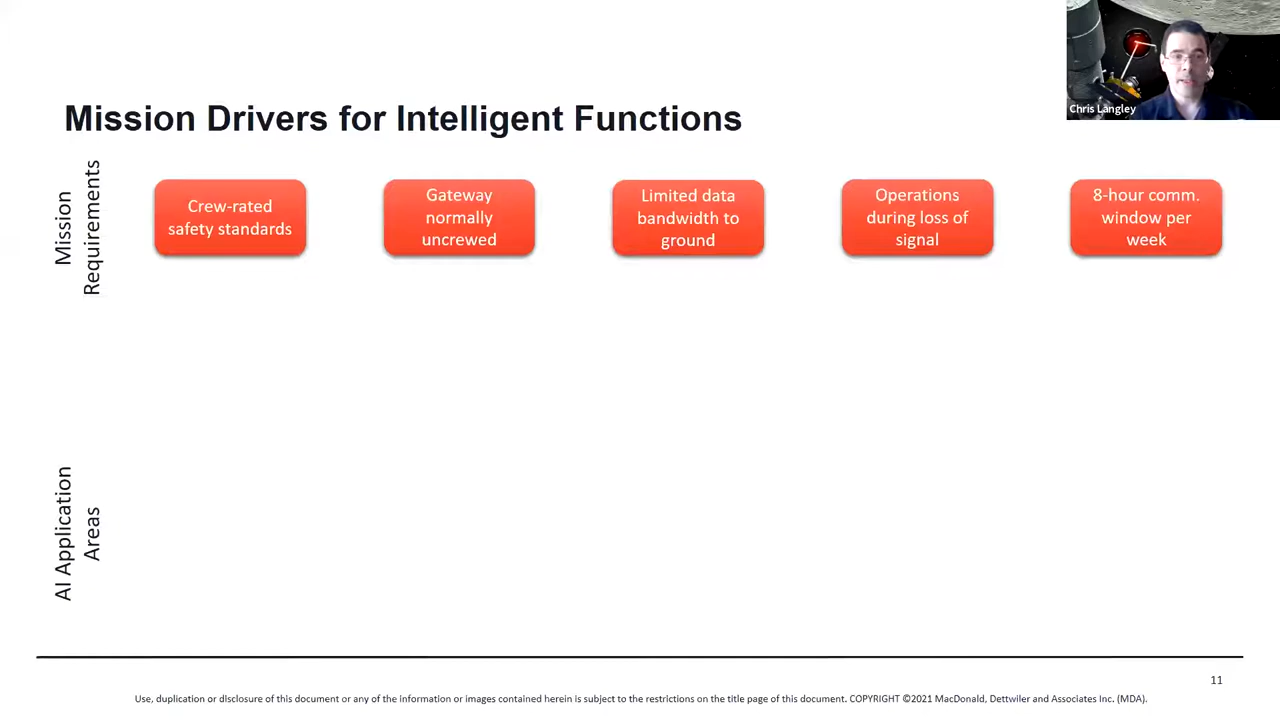 Chris Langley
Mission Drivers for Intelligent Functions
Mission
Requirements
Crew-rated
safety standards
Gateway
normally
uncrewed
Limited data
bandwidth to
ground
Operations
during loss of
signal
8-hour comm.
window per
week
AI Application
Areas
11
Use, duplication or disclosure of this document or any of the information or images contained herein is subject to the restrictions on the title page of this document. COPYRIGHT ©2021 MacDonald, Dettwiler and Associates Inc. (MDA).